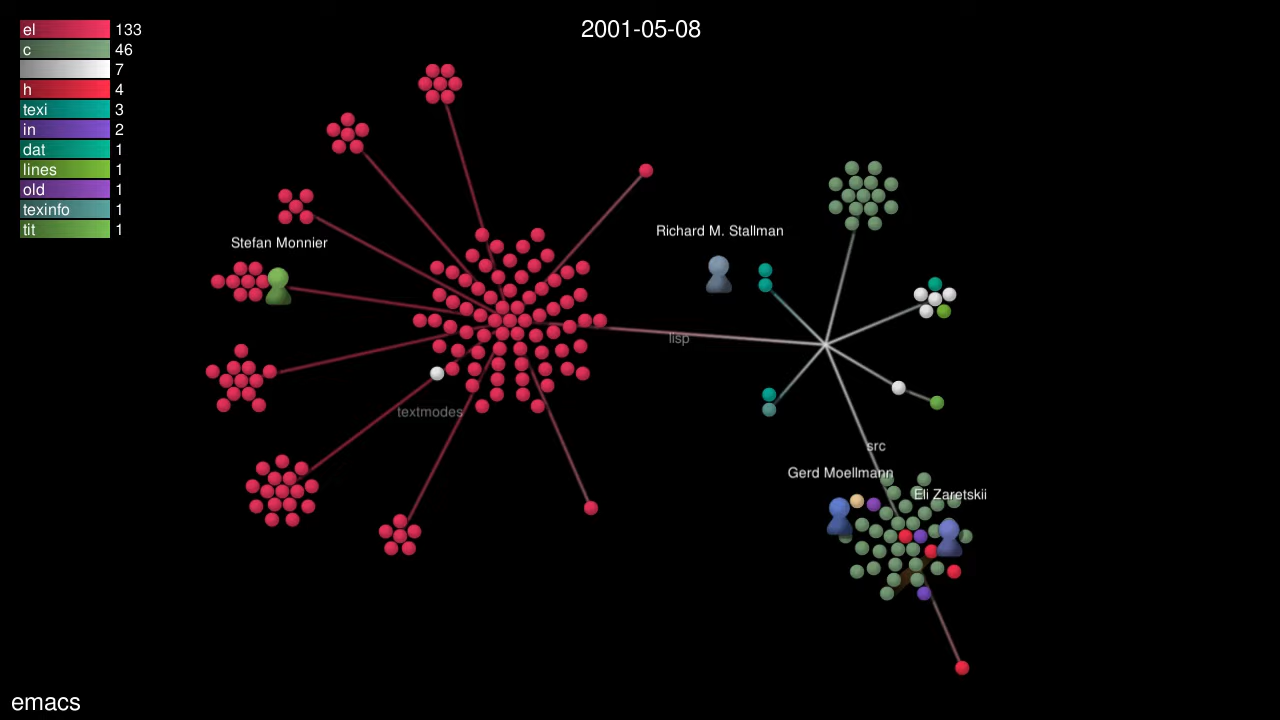 2001-05-08
el 133
c 46
7
h 4
texi 3
in 2
dat 1
lines 1
old 1
texinfo 1
tit 1
Richard M. Stallman
Stefan Monnier
lisp
textmodes
src
Gerd Moellmann
Eli Zaretskii
emacs